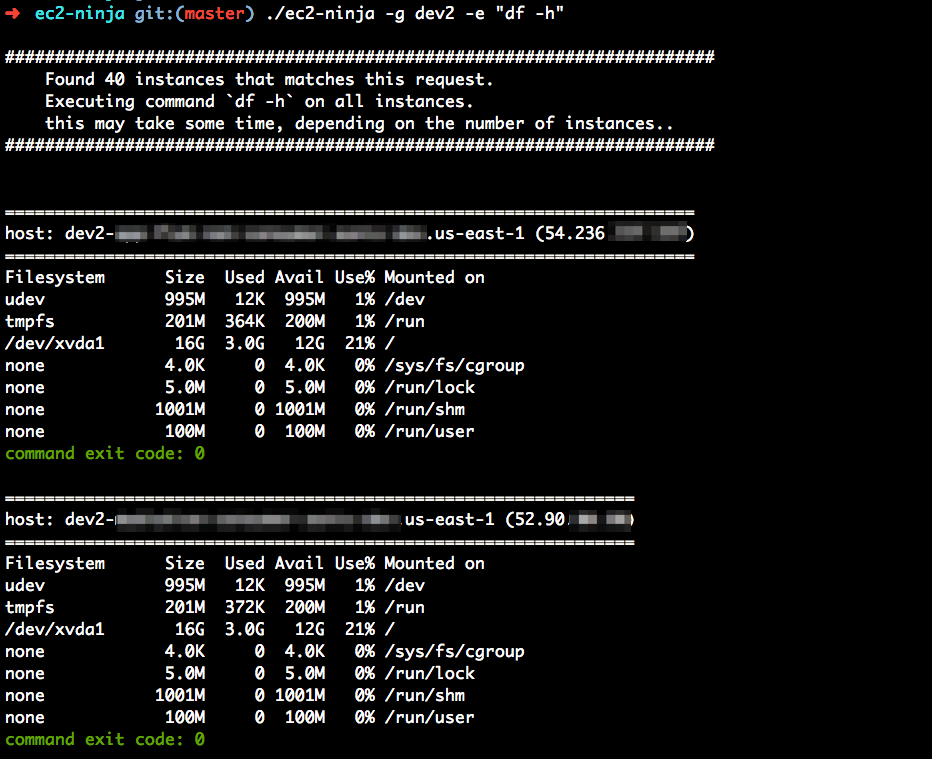 ➜ ec2-ninja git:(master) ./ec2-ninja -g dev2 -e "df -h"
#######################################################################
Found 40 instances that matches this request.
Executing command `df -h` on all instances.
this may take some time, depending on the number of instances..
#######################################################################
=====================================================================
host: dev2- .us-east-1 (54.236 )
=====================================================================
Filesystem Size Used Avail Use% Mounted on
udev 995M 12K 995M 1% /dev
tmpfs 201M 364K 200M 1% /run
/dev/xvda1 16G 3.0G 12G 21% /
none 4.0K 0 4.0K 0% /sys/fs/cgroup
none 5.0M 0 5.0M 0% /run/lock
none 1001M 0 1001M 0% /run/shm
none 100M 0 100M 0% /run/user
command exit code: 0
===============================================================
host: dev2- .us-east-1 (52.90. )
===============================================================
Filesystem Size Used Avail Use% Mounted on
udev 995M 12K 995M 1% /dev
tmpfs 201M 372K 200M 1% /run
/dev/xvda1 16G 3.0G 12G 21% /
none 4.0K 0 4.0K 0% /sys/fs/cgroup
none 5.0M 0 5.0M 0% /run/lock
none 1001M 0 1001M 0% /run/shm
none 100M 0 100M 0% /run/user
command exit code: 0